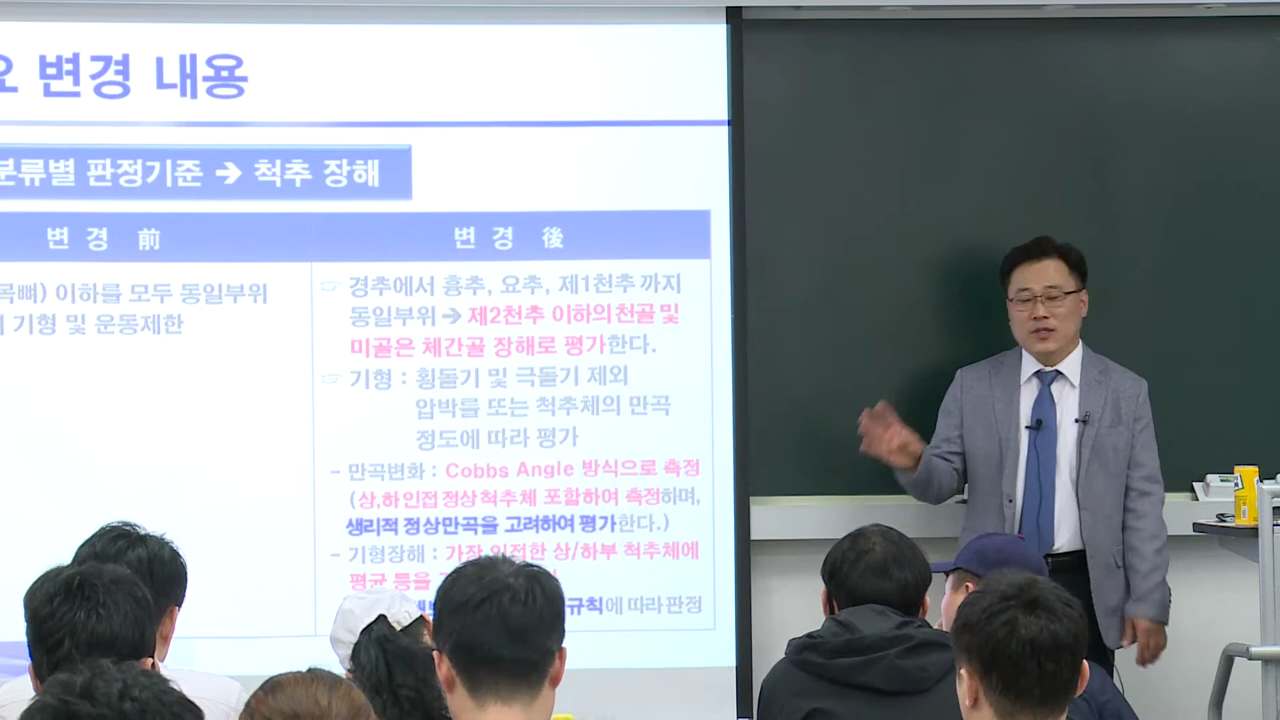 변경 내용
분류별 판정기준 → 척추 장해
변 경 前
변 경 後
목뼈) 이하를 모두 동일부위
기형 및 운동제한
☞ 경추에서 흉추, 요추, 제1천추 까지
동일부위 → 제2천추 이하의 천골 및
미골은 체간골 장해로 평가한다.
☞ 기형 : 횡돌기 및 극돌기 제외
압박률 또는 척추체의 만곡
정도에 따라 평가
- 만곡변화 : Cobbs Angle 방식으로 측정
(상,하 인접 정상 척추체 포함하여 측정하며,
생리적 정상만곡을 고려하여 평가한다.)
- 기형장해 : 가장 인접한 상/하부 척추체에
평균 등을
규칙에 따라 판정